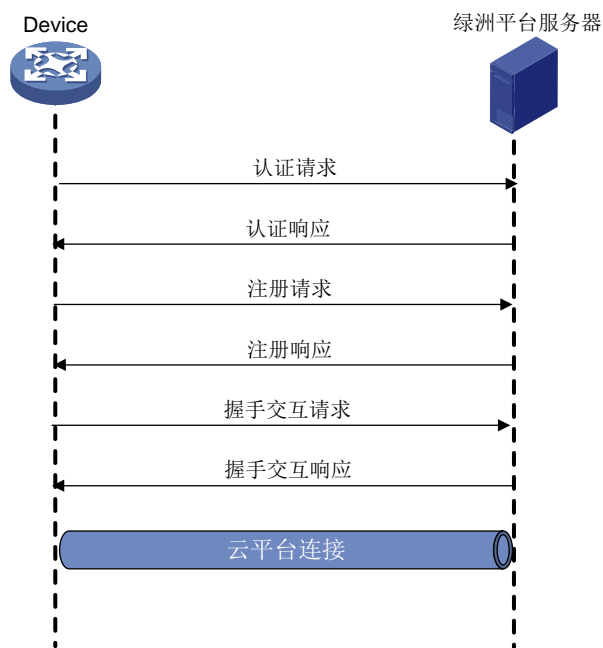 Device
绿洲平台服务器
认证请求
认证响应
注册请求
注册响应
握手交互请求
握手交互响应
云平台连接